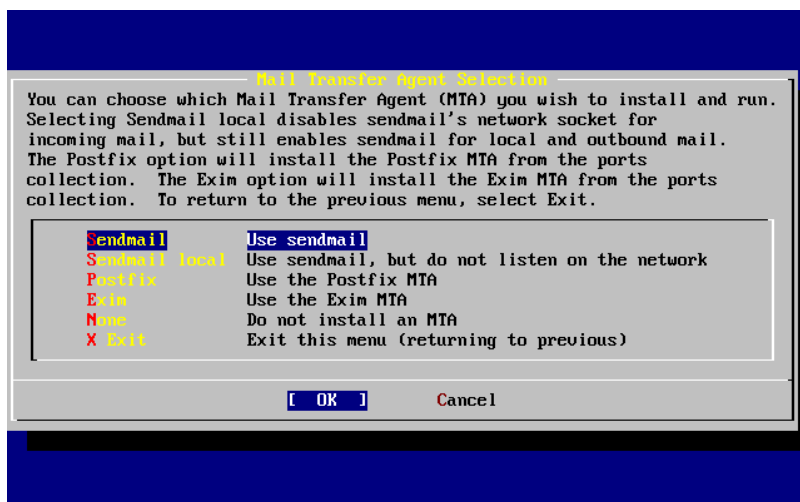 Mail Transfer Agent Selection
You can choose which Mail Transfer Agent (MTA) you wish to install and run.
Selecting Sendmail local disables sendmail's network socket for
incoming mail, but still enables sendmail for local and outbound mail.
The Postfix option will install the Postfix MTA from the ports
collection.  The Exim option will install the Exim MTA from the ports
collection.  To return to the previous menu, select Exit.
Sendmail Use sendmail
Sendmail local Use sendmail, but do not listen on the network
Postfix Use the Postfix MTA
Exim Use the Exim MTA
None Do not install an MTA
X Exit Exit this menu (returning to previous)
[ OK ] Cancel